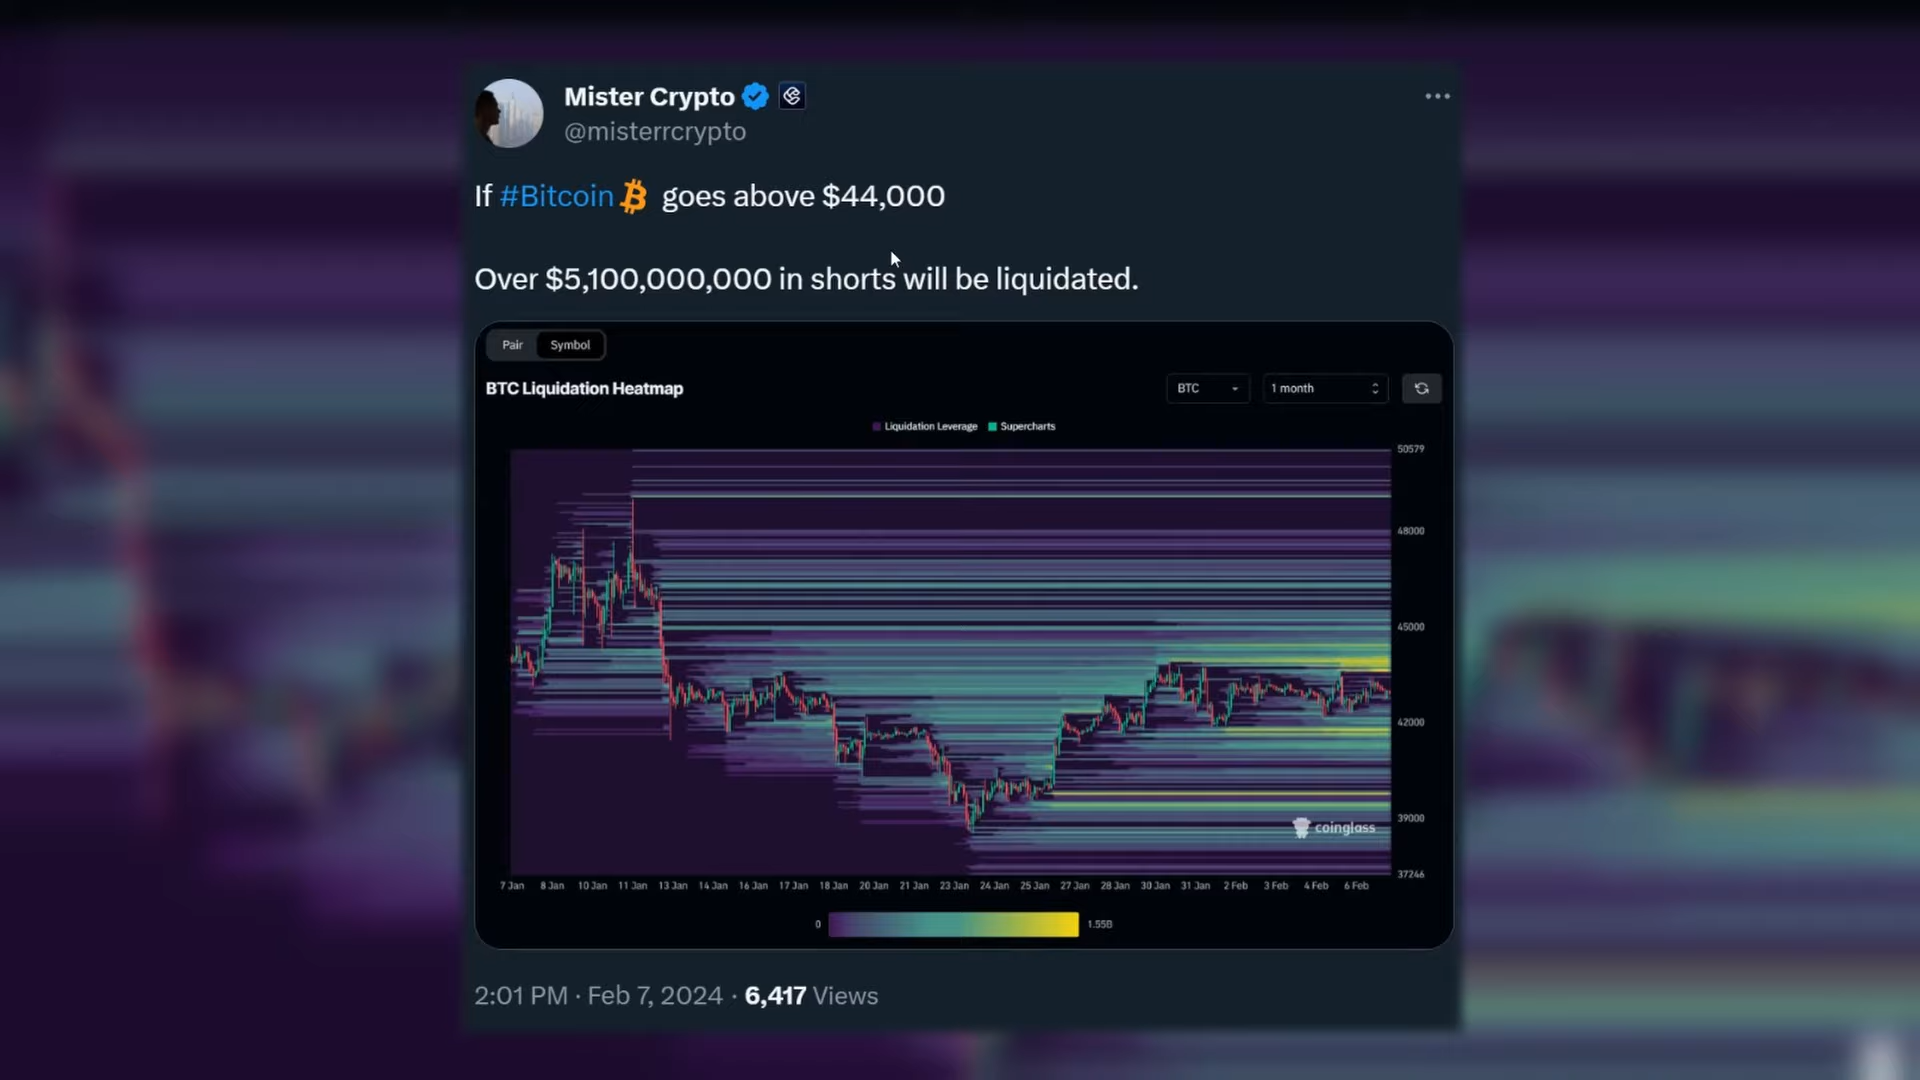 Mister Crypto
@misterrcrypto
If #Bitcoin goes above $44,000
Over $5,100,000,000 in shorts will be liquidated.
Pair Symbol
BTC Liquidation Heatmap
BTC 1 month
Liquidation Leverage Supercharts
50579
48000
45000
42000
39000
coinglass
37246
7 Jan 8 Jan 10 Jan 11 Jan 13 Jan 14 Jan 16 Jan 17 Jan 18 Jan 20 Jan 21 Jan 23 Jan 24 Jan 25 Jan 27 Jan 28 Jan 30 Jan 31 Jan 2 Feb 3 Feb 4 Feb 6 Feb
0 1.55B
2:01 PM · Feb 7, 2024 · 6,417 Views